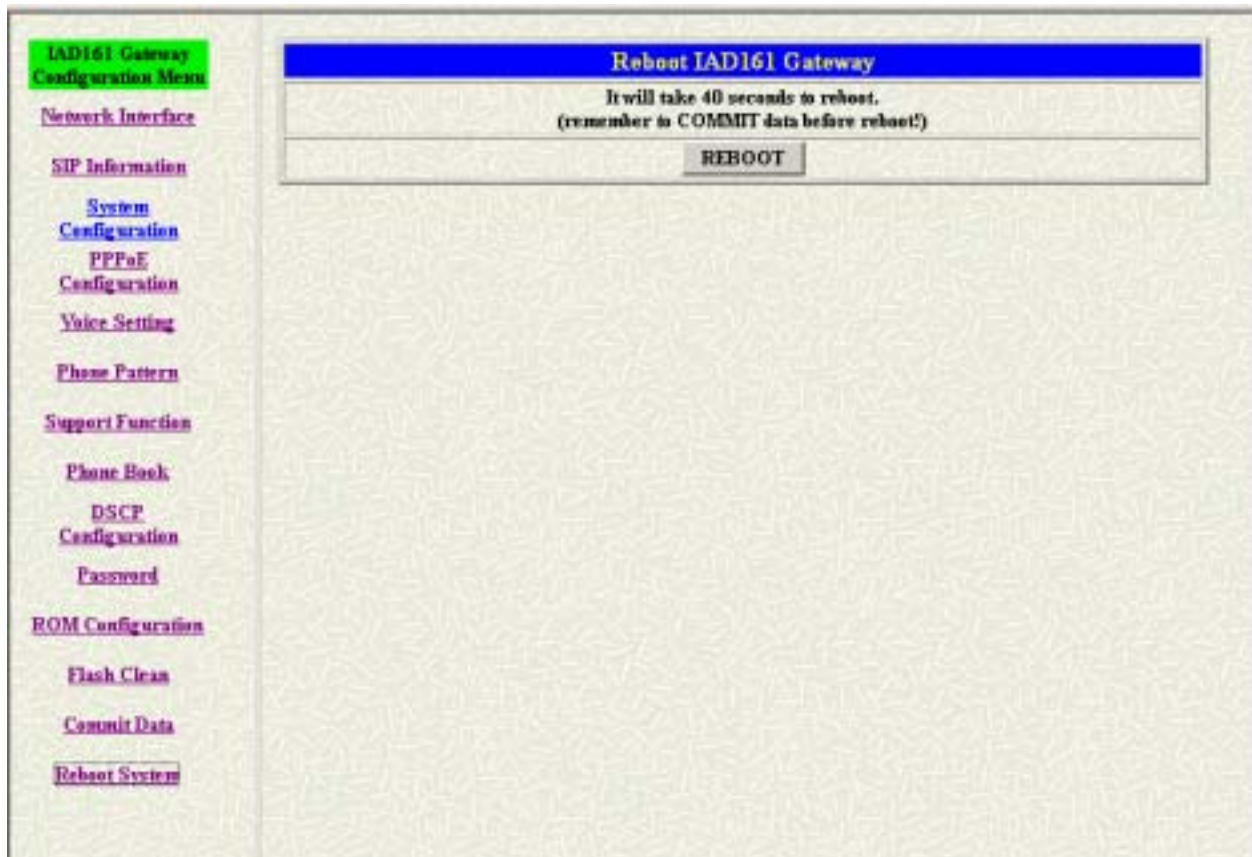 IAD161 Gateway
Configuration Menu
Network Interface
SIP Information
System
Configuration
PPPoE
Configuration
Voice Setting
Phone Pattern
Support Function
Phone Book
DSCP
Configuration
Password
ROM Configuration
Flash Clean
Commit Data
Reboot System
Reboot IAD161 Gateway
It will take 40 seconds to reboot.
(remember to COMMIT data before reboot!)
REBOOT